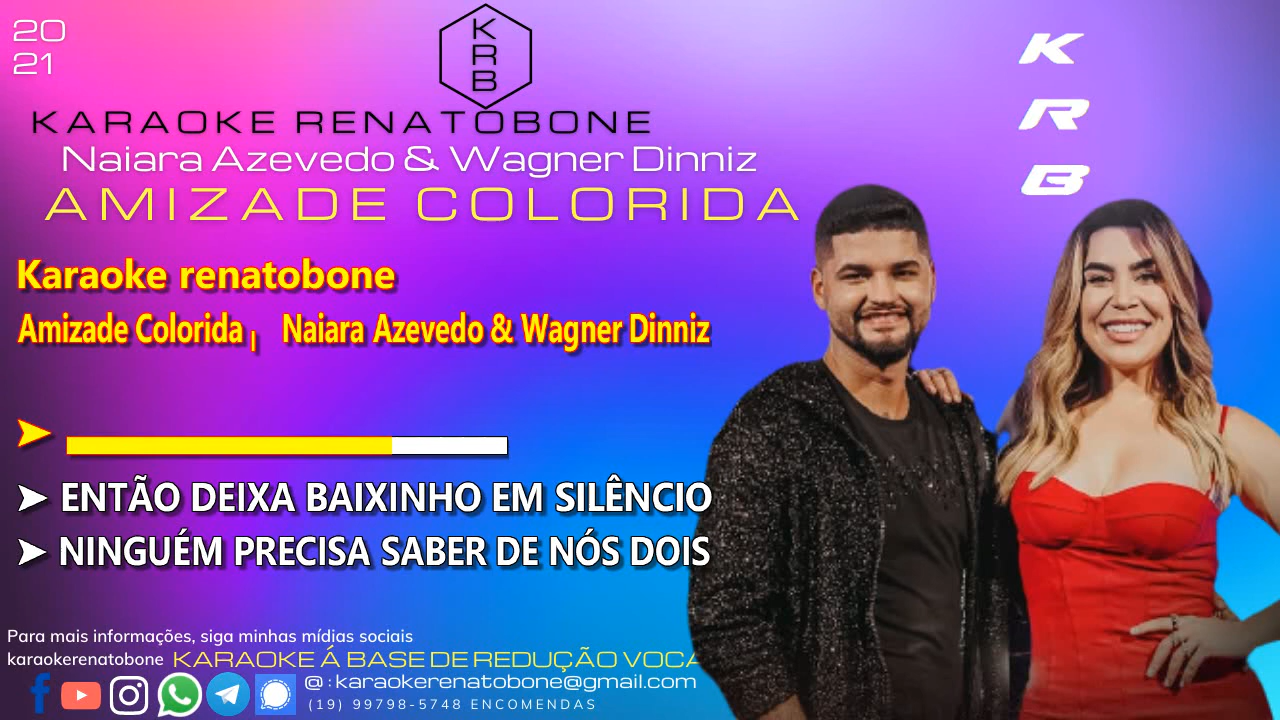 20
21
K
R
B
KARAOKE RENATOBONE
Naiara Azevedo & Wagner Dinniz
AMIZADE COLORIDA
K
R
B
Karaoke renatobone
Amizade Colorida , Naiara Azevedo & Wagner Dinniz
➤
➤ ENTÃO DEIXA BAIXINHO EM SILÊNCIO
➤ NINGUÉM PRECISA SABER DE NÓS DOIS
Para mais informações, siga minhas mídias sociais
karaokerenatobone KARAOKE Á BASE DE REDUÇÃO VOCA
@ : karaokerenatobone@gmail.com
(19) 99798-5748 ENCOMENDAS